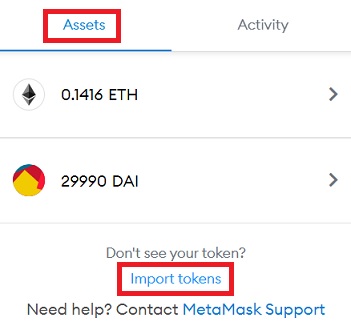 Assets Activity
0.1416 ETH
29990 DAI
Don't see your token?
Import tokens
Need help? Contact MetaMask Support